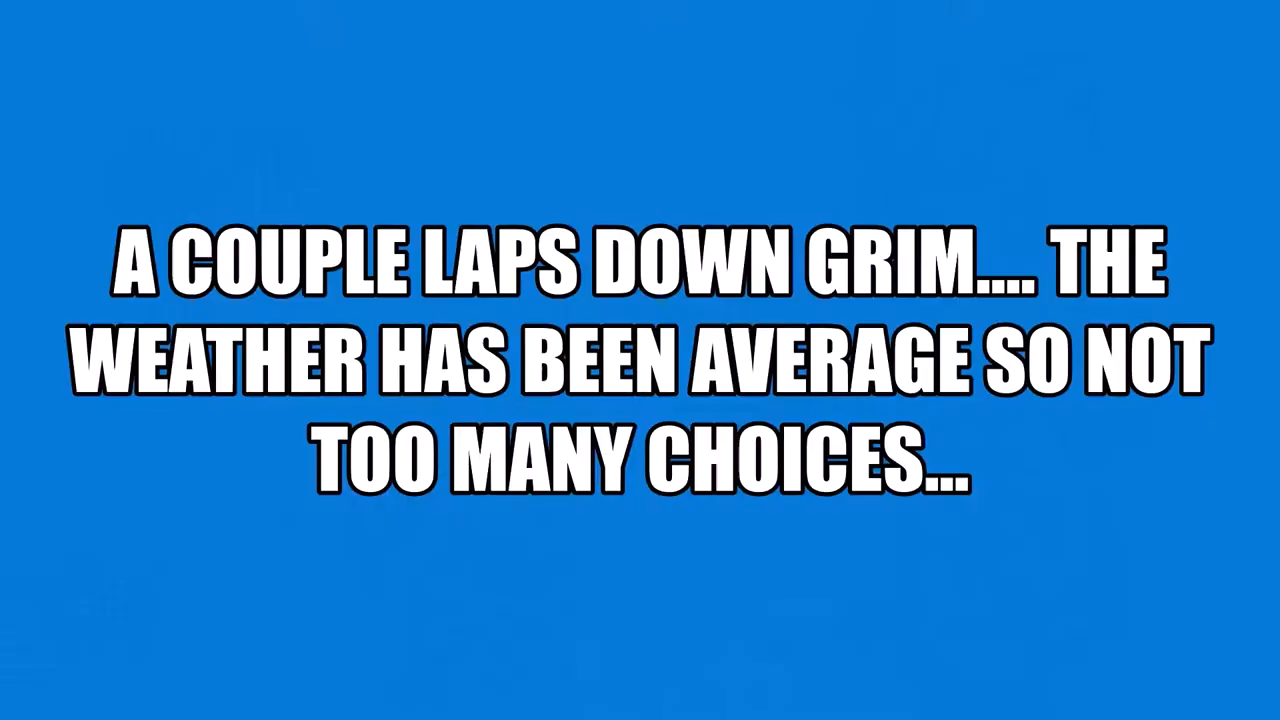 A COUPLE LAPS DOWN GRIM.... THE
WEATHER HAS BEEN AVERAGE SO NOT
TOO MANY CHOICES...